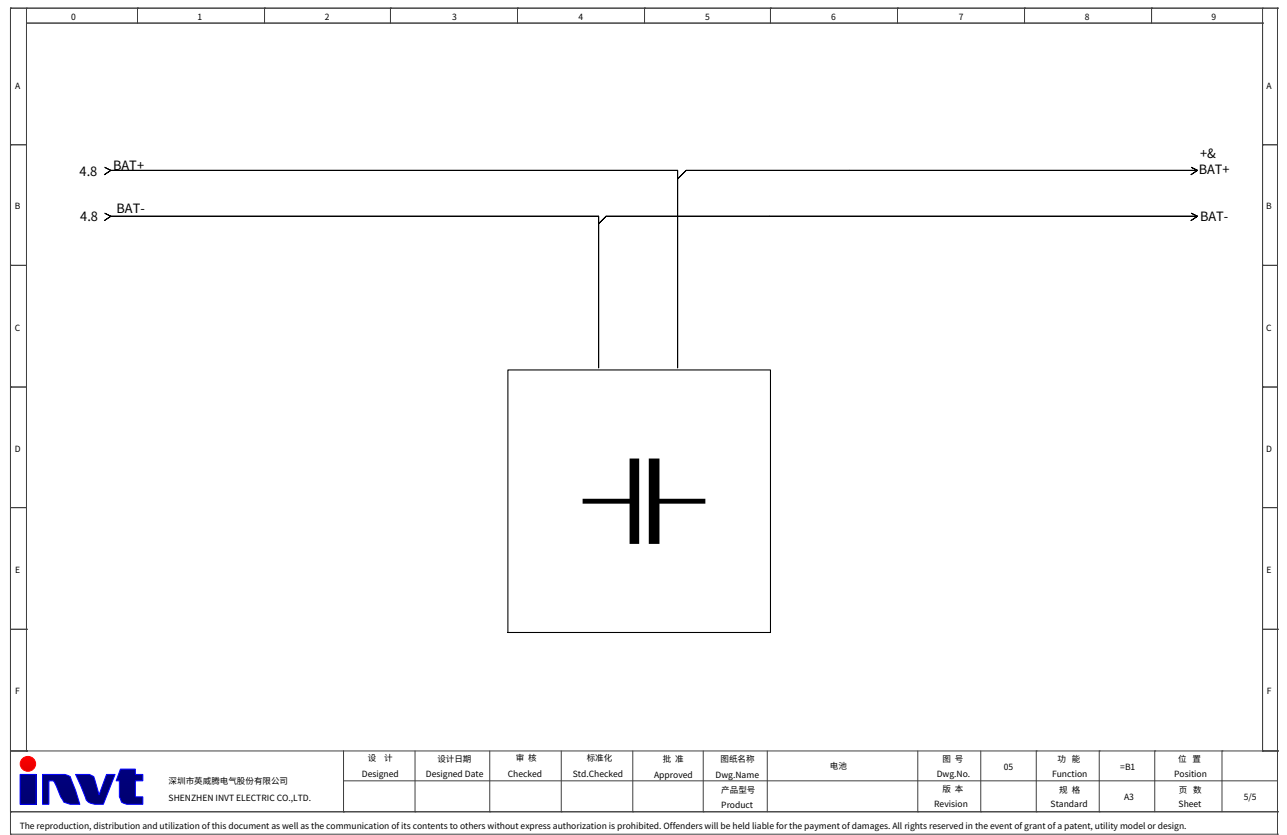 0 1 2 3 4 5 6 7 8 9
A A
+&
4.8 BAT+ BAT+
B B
4.8 BAT- BAT-
C C
D D
E E
F F
invt
深圳市英威腾电气股份有限公司
SHENZHEN INVT ELECTRIC CO.,LTD.
设 计 设计日期 审 核 标准化 批 准 图纸名称 电池 图 号 05 功 能 =B1 位 置
Designed Designed Date Checked Std.Checked Approved Dwg.Name Dwg.No. Function Position
产品型号 版 本 规 格 A3 页 数 5/5
Product Revision Standard Sheet
The reproduction, distribution and utilization of this document as well as the communication of its contents to others without express authorization is prohibited. Offenders will be held liable for the payment of damages. All rights reserved in the event of grant of a patent, utility model or design.